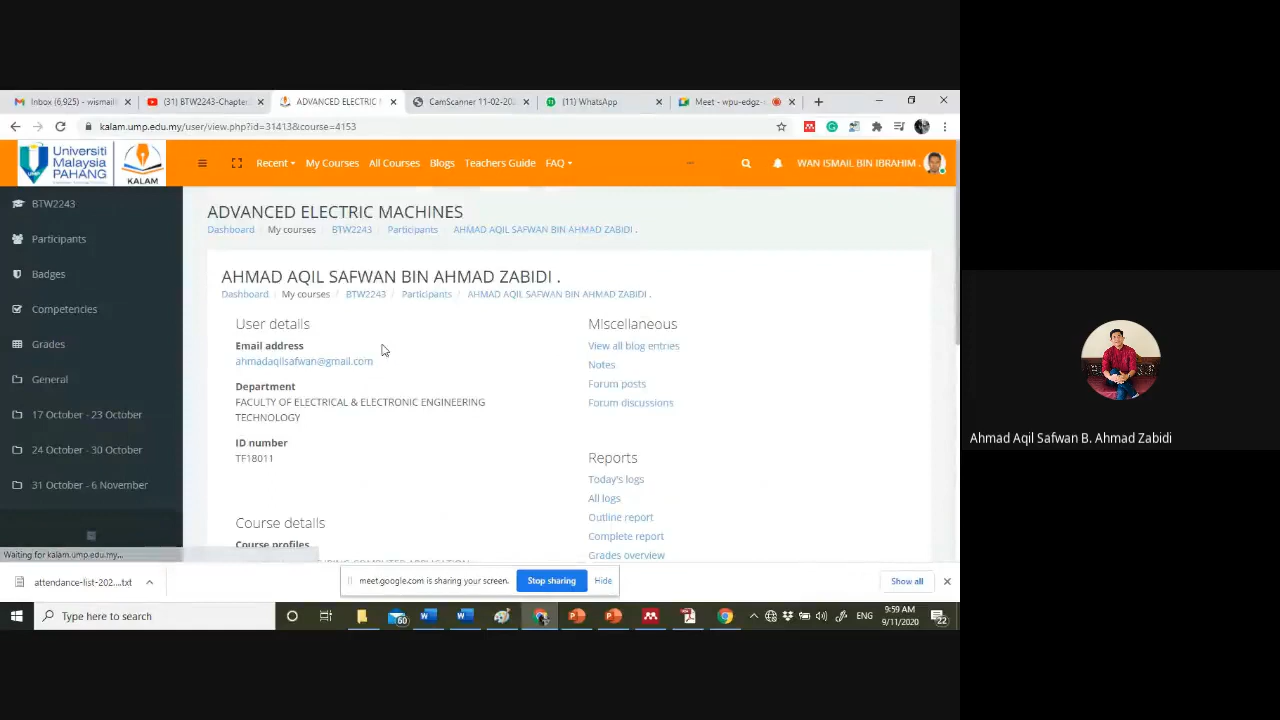 Inbox (6,925) - wismail
(31) BTW2243-Chapter
ADVANCED ELECTRIC
CamScanner 11-02-202
(11) WhatsApp
Meet - wpu-edgz-
kalam.ump.edu.my/user/view.php?id=31413&course=4153
Universiti
Malaysia
PAHANG
UMP
KALAM
Recent
My Courses
All Courses
Blogs
Teachers Guide
FAQ
WAN ISMAIL BIN IBRAHIM .
BTW2243
Participants
Badges
Competencies
Grades
General
17 October - 23 October
24 October - 30 October
31 October - 6 November
ADVANCED ELECTRIC MACHINES
Dashboard My courses BTW2243 Participants AHMAD AQIL SAFWAN BIN AHMAD ZABIDI .
AHMAD AQIL SAFWAN BIN AHMAD ZABIDI .
Dashboard / My courses / BTW2243 / Participants / AHMAD AQIL SAFWAN BIN AHMAD ZABIDI .
User details
Email address
ahmadaqilsafwan@gmail.com
Department
FACULTY OF ELECTRICAL & ELECTRONIC ENGINEERING
TECHNOLOGY
ID number
TF18011
Course details
Course profiles
Miscellaneous
View all blog entries
Notes
Forum posts
Forum discussions
Reports
Today's logs
All logs
Outline report
Complete report
Grades overview
Waiting for kalam.ump.edu.my...
attendance-list-202....txt
meet.google.com is sharing your screen.
Stop sharing
Hide
Show all
Type here to search
60
ENG
9:59 AM
9/11/2020
22
Ahmad Aqil Safwan B. Ahmad Zabidi